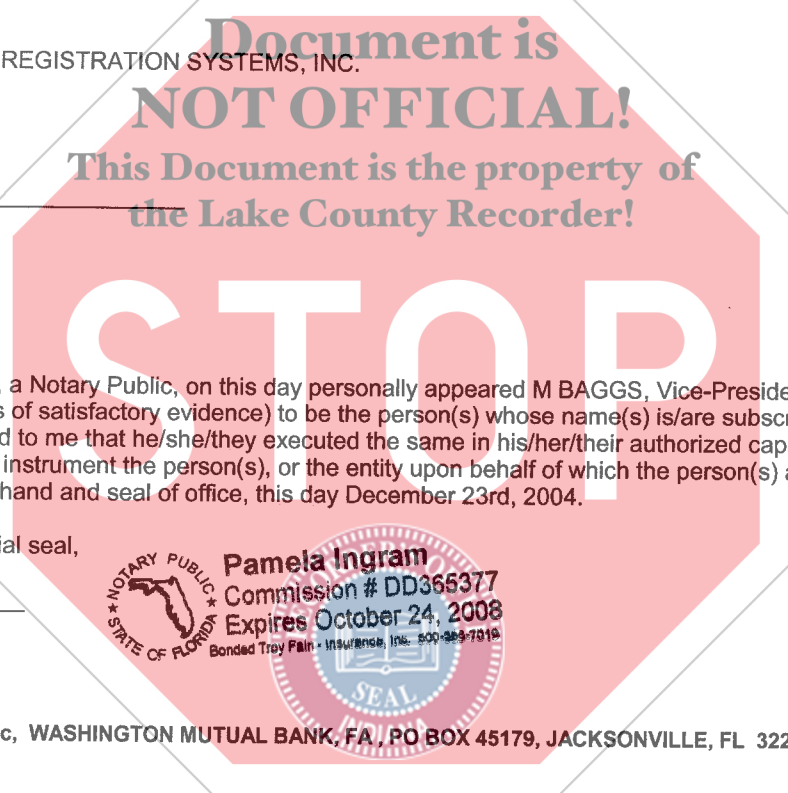 Document is
REGISTRATION SYSTEMS, INC.
NOT OFFICIAL!
This Document is the property of
the Lake County Recorder!
STOP
, a Notary Public, on this day personally appeared M BAGGS, Vice-Preside
s of satisfactory evidence) to be the person(s) whose name(s) is/are subscr
d to me that he/she/they executed the same in his/her/their authorized cap
instrument the person(s), or the entity upon behalf of which the person(s) a
hand and seal of office, this day December 23rd, 2004.
ial seal,
NOTARY PUBLIC
STATE OF FLORIDA
Pamela Ingram
Commission # DD365377
Expires October 24, 2008
Bonded Troy Fain - Insurance, Inc. 800-385-7019
SEAL
INDIANA
c, WASHINGTON MUTUAL BANK, FA, PO BOX 45179, JACKSONVILLE, FL 322